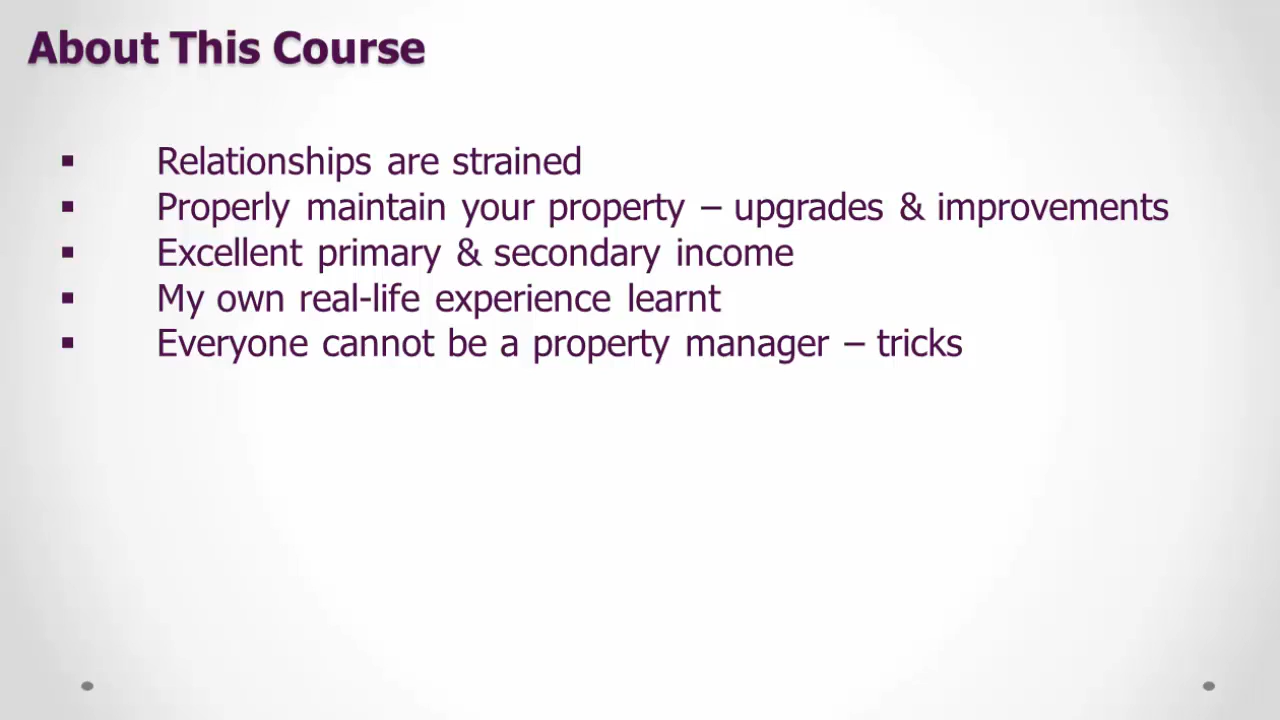 About This Course
▪ Relationships are strained
▪ Properly maintain your property – upgrades & improvements
▪ Excellent primary & secondary income
▪ My own real-life experience learnt
▪ Everyone cannot be a property manager – tricks